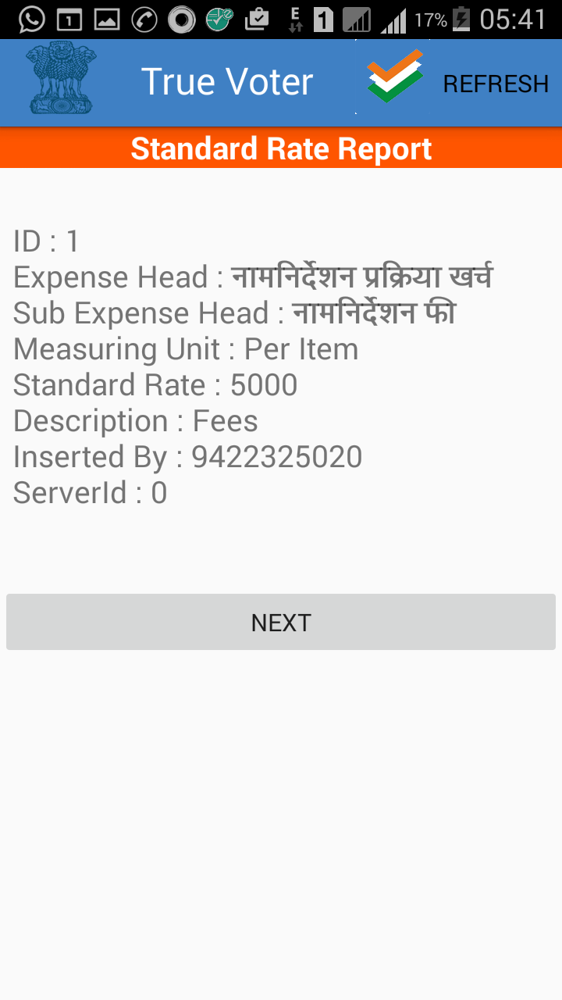 E 1 17% 05:41
True Voter REFRESH
Standard Rate Report
ID : 1
Expense Head : नामनिर्देशन प्रक्रिया खर्च
Sub Expense Head : नामनिर्देशन फी
Measuring Unit : Per Item
Standard Rate : 5000
Description : Fees
Inserted By : 9422325020
ServerId : 0
NEXT